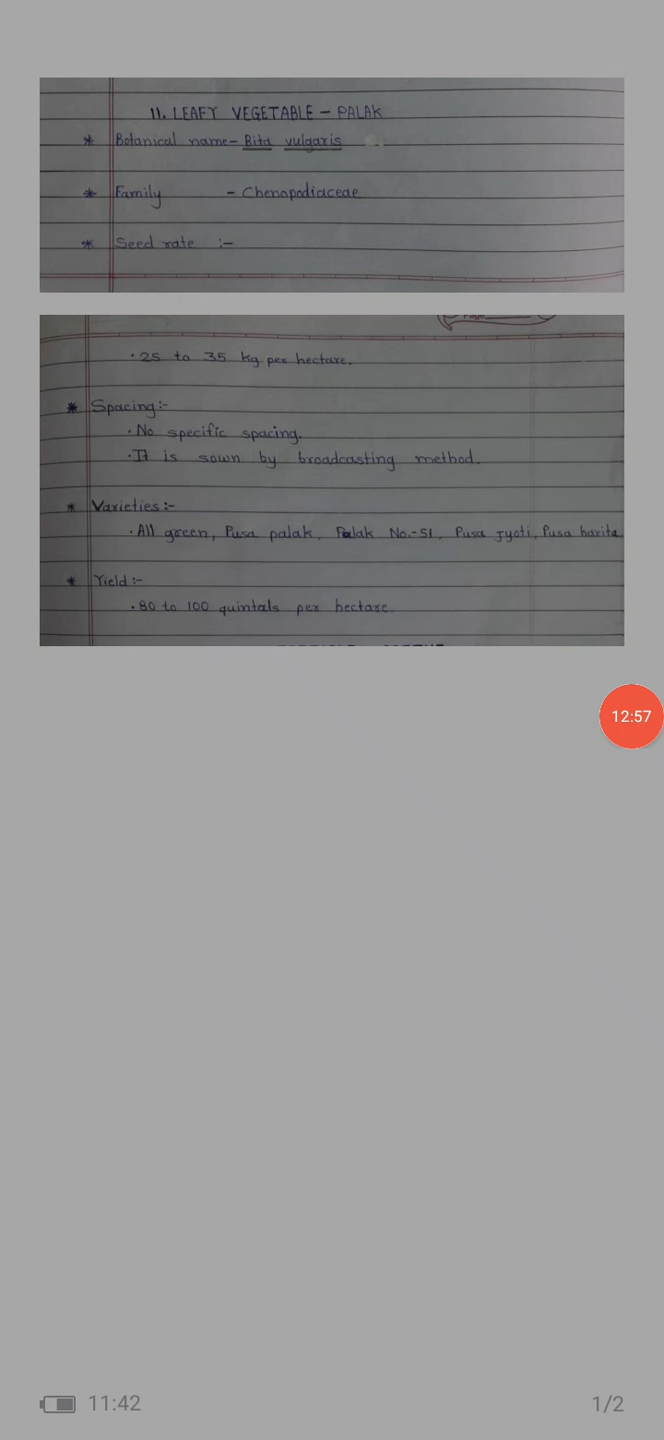 11. LEAFY VEGETABLE - PALAK
* Botanical name - Bita vulgaris
* Family - Chenopodiaceae
* Seed rate :-
• 25 to 35 kg per hectare.
* Spacing :-
• No specific spacing.
• It is sown by broadcasting method.
* Varieties :-
• All green, Pusa palak, Palak No.-51, Pusa Jyoti, Pusa harita
* Yield :-
• 80 to 100 quintals per hectare.
12:57
11:42
1/2